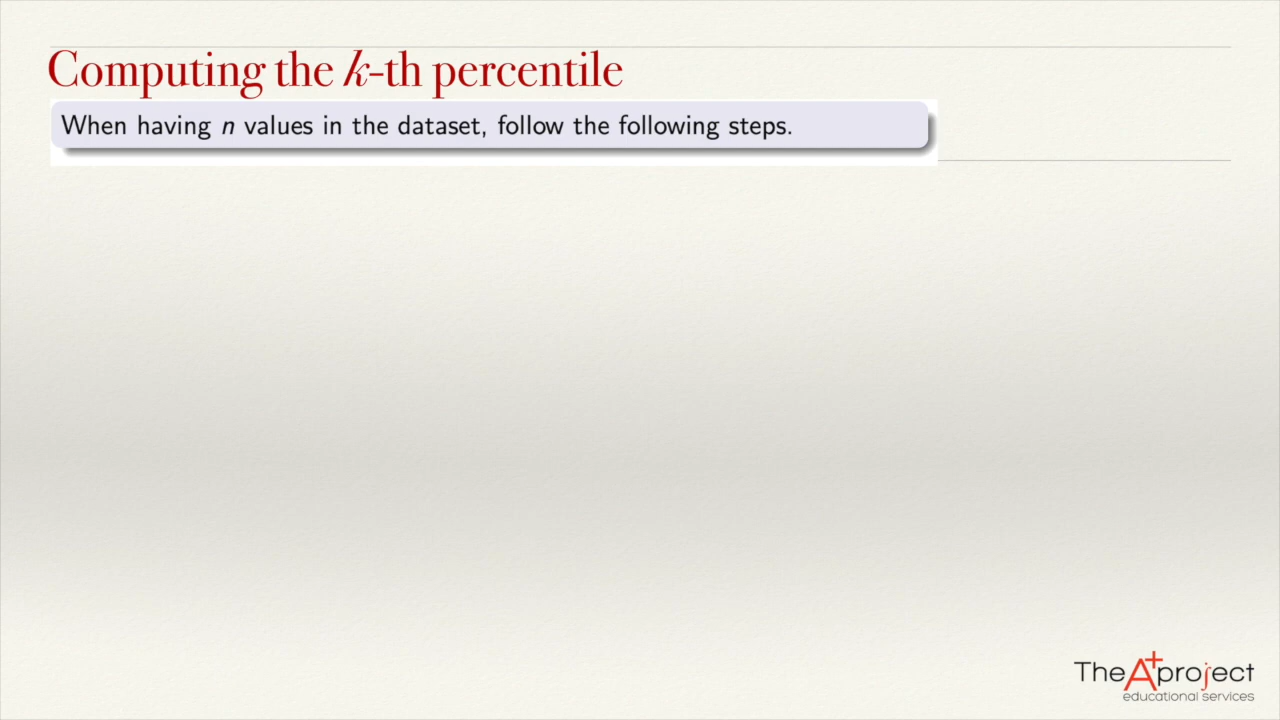 Computing the k-th percentile
When having n values in the dataset, follow the following steps.
The A+ project
educational services